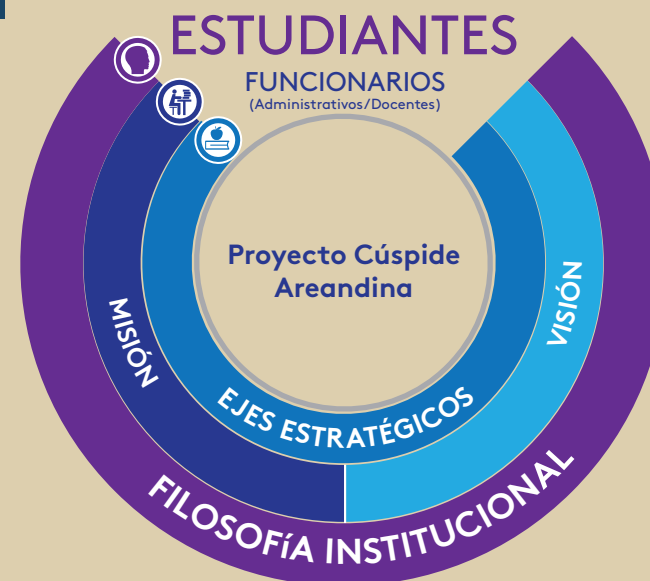 ESTUDIANTES
FUNCIONARIOS
(Administrativos/Docentes)
Proyecto Cúspide
Areandina
MISIÓN
VISIÓN
EJES ESTRATÉGICOS
FILOSOFíA INSTITUCIONAL